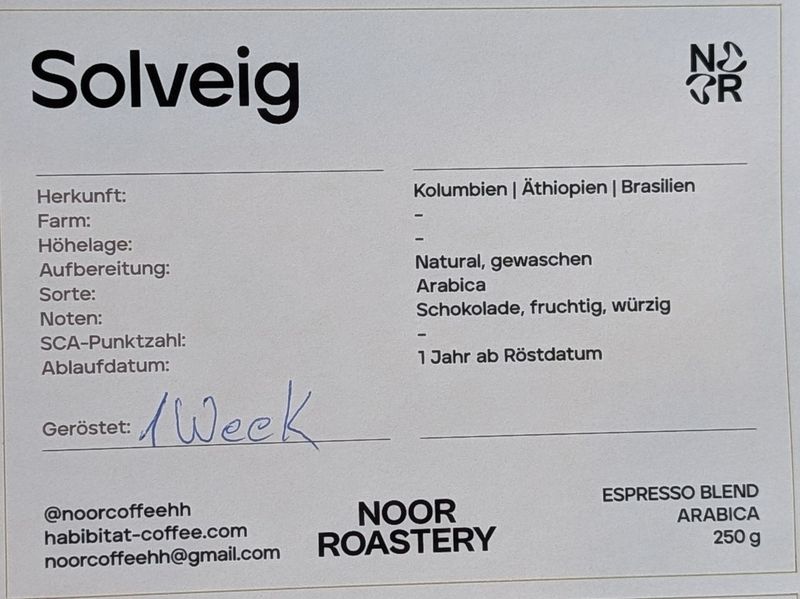 Solveig
NOOR
Herkunft: Kolumbien | Äthiopien | Brasilien
Farm: –
Höhelage: –
Aufbereitung: Natural, gewaschen
Sorte: Arabica
Noten: Schokolade, fruchtig, würzig
SCA-Punktzahl: –
Ablaufdatum: 1 Jahr ab Röstdatum
Geröstet: 1 Week
@noorcoffeehh
habibitat-coffee.com
noorcoffeehh@gmail.com
NOOR
ROASTERY
ESPRESSO BLEND
ARABICA
250 g